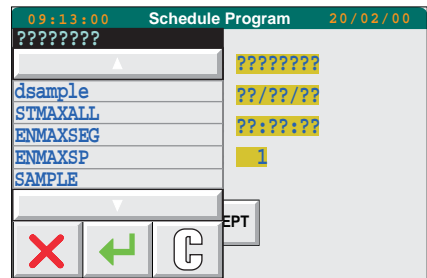 09:13:00 Schedule Program 20/02/00
????????
????????
dsample
??/??/??
STMAXALL
ENMAXSEG
??:??:??
ENMAXSP
1
SAMPLE
EPT
C